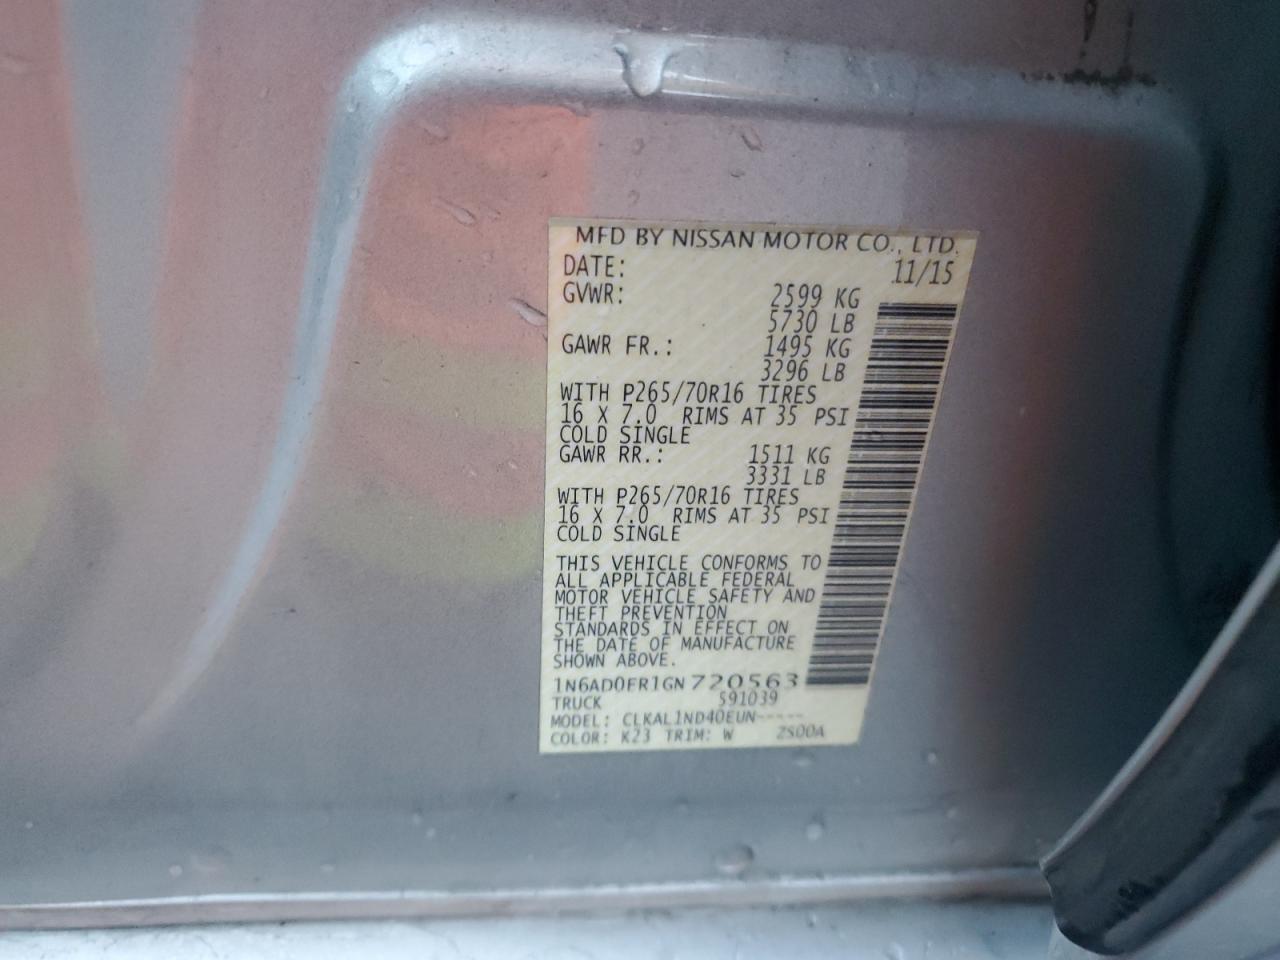 MFD BY NISSAN MOTOR CO., LTD.
DATE: 11/15
GVWR: 2599 KG
5730 LB
GAWR FR.: 1495 KG
3296 LB
WITH P265/70R16 TIRES
16 X 7.0 RIMS AT 35 PSI
COLD SINGLE
GAWR RR.: 1511 KG
3331 LB
WITH P265/70R16 TIRES
16 X 7.0 RIMS AT 35 PSI
COLD SINGLE
THIS VEHICLE CONFORMS TO
ALL APPLICABLE FEDERAL
MOTOR VEHICLE SAFETY AND
THEFT PREVENTION
STANDARDS IN EFFECT ON
THE DATE OF MANUFACTURE
SHOWN ABOVE.
1N6AD0ER1GN720563
TRUCK 591039
MODEL: CLKAL1ND40EUN-----
COLOR: K23 TRIM: W ZS00A